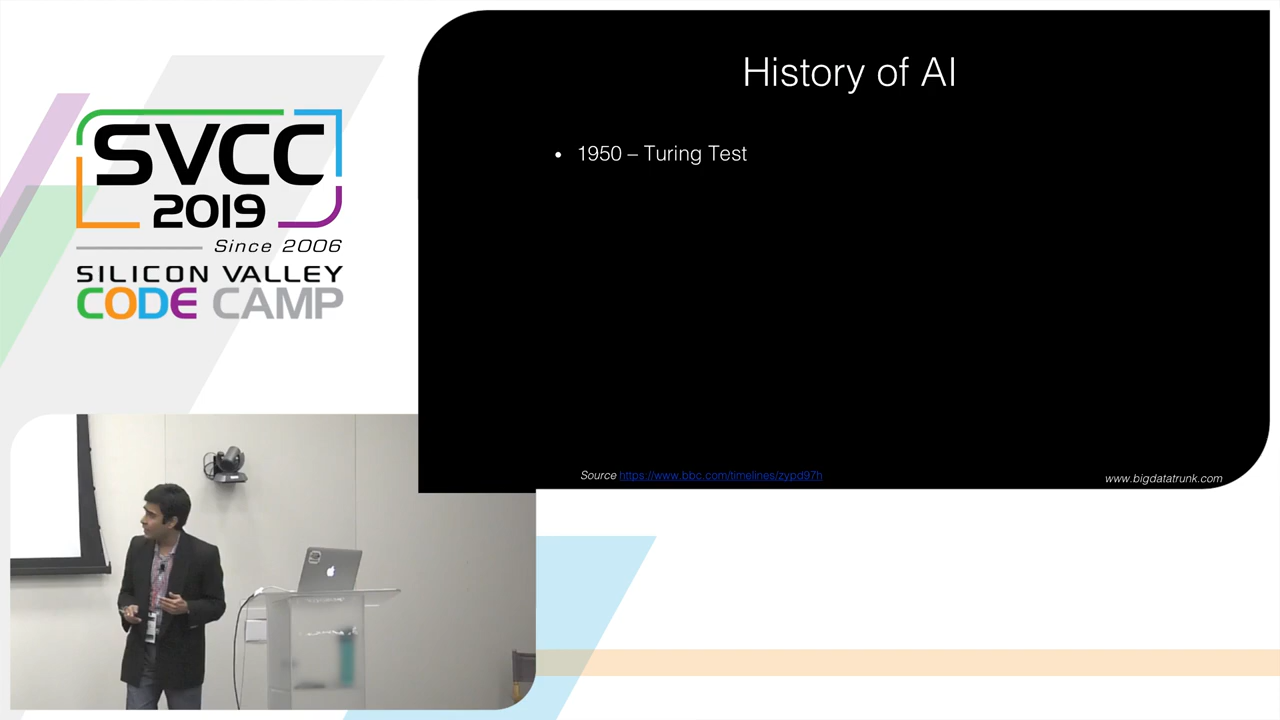 SVCC
2019
Since 2006
SILICON VALLEY
CODE CAMP
History of AI
• 1950 – Turing Test
Source https://www.bbc.com/timelines/zypd97h
www.bigdatatrunk.com